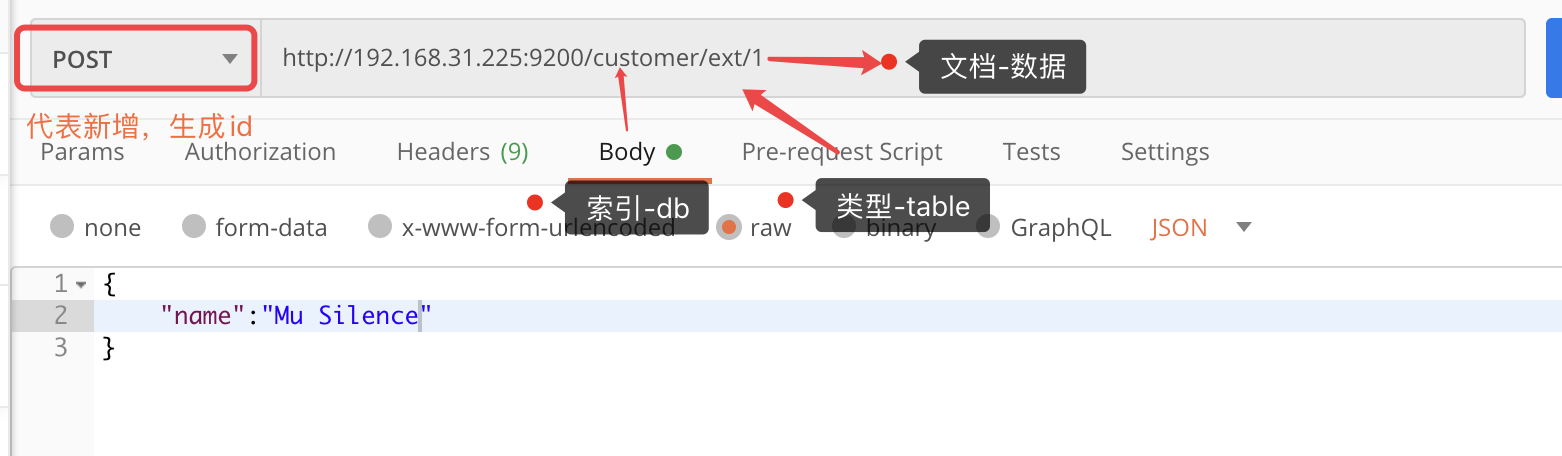 POST
http://192.168.31.225:9200/customer/ext/1
文档-数据
代表新增，生成id
Params Authorization Headers (9) Body Pre-request Script Tests Settings
索引-db 类型-table
none form-data x-www-form-urlencoded raw binary GraphQL JSON
1 {
2 "name":"Mu Silence"
3 }